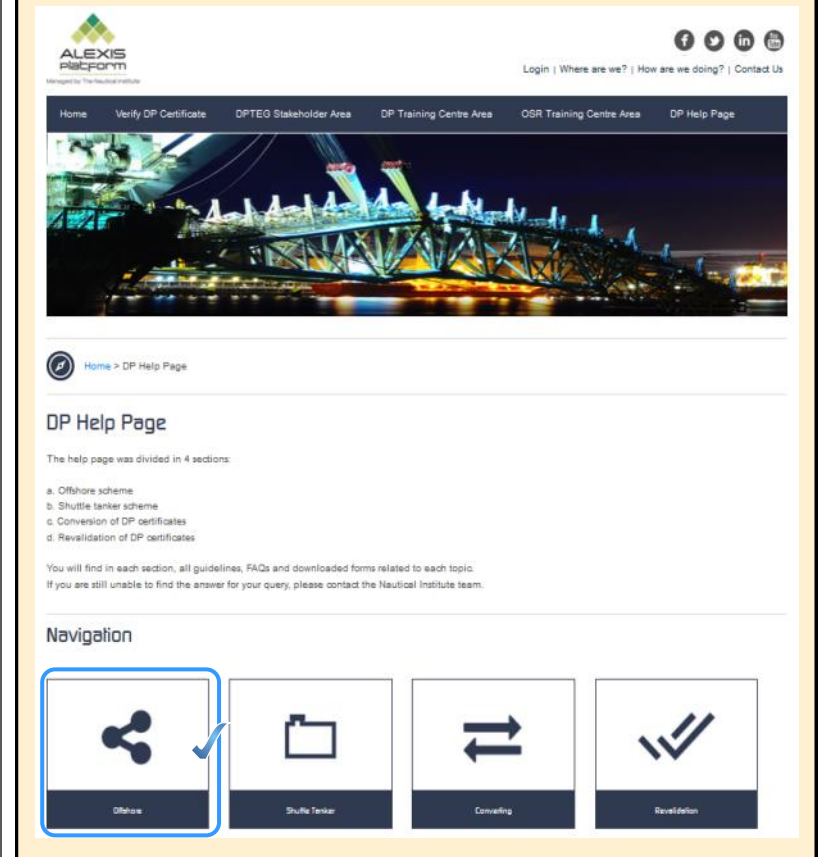 ALEXIS
Platform
Managed by The Nautical Institute
f in You Tube
Login | Where are we? | How are we doing? | Contact Us
Home Verify DP Certificate DPTEG Stakeholder Area DP Training Centre Area OSR Training Centre Area DP Help Page
Home > DP Help Page
DP Help Page
The help page was divided in 4 sections:
a. Offshore scheme
b. Shuttle tanker scheme
c. Conversion of DP certificates
d. Revalidation of DP certificates
You will find in each section, all guidelines, FAQs and downloaded forms related to each topic.
If you are still unable to find the answer for your query, please contact the Nautical Institute team.
Navigation
Offshore Shuttle Tanker Converting Revalidation